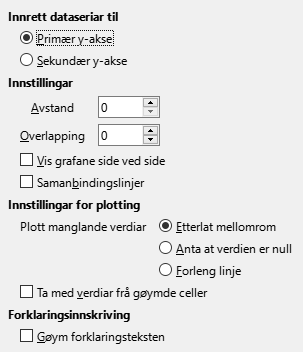 Innrett dataseriar til
Primær y-akse
Sekundær y-akse
Innstillingar
Avstand 0
Overlapping 0
Vis grafane side ved side
Samanbindingslinjer
Innstillingar for plotting
Plott manglande verdiar Etterlat mellomrom
Anta at verdien er null
Forleng linje
Ta med verdiar frå gøymde celler
Forklaringsinnskriving
Gøym forklaringsteksten